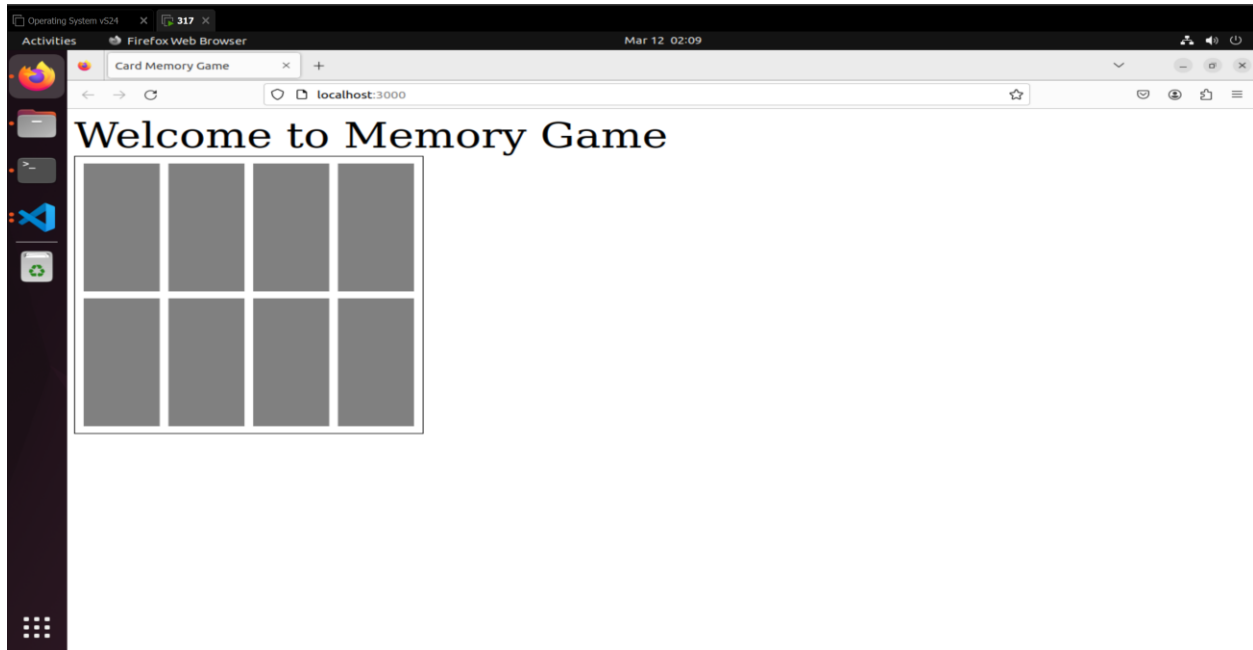 Operating System vS24 317
Activities Firefox Web Browser Mar 12 02:09
Card Memory Game
localhost:3000
Welcome to Memory Game